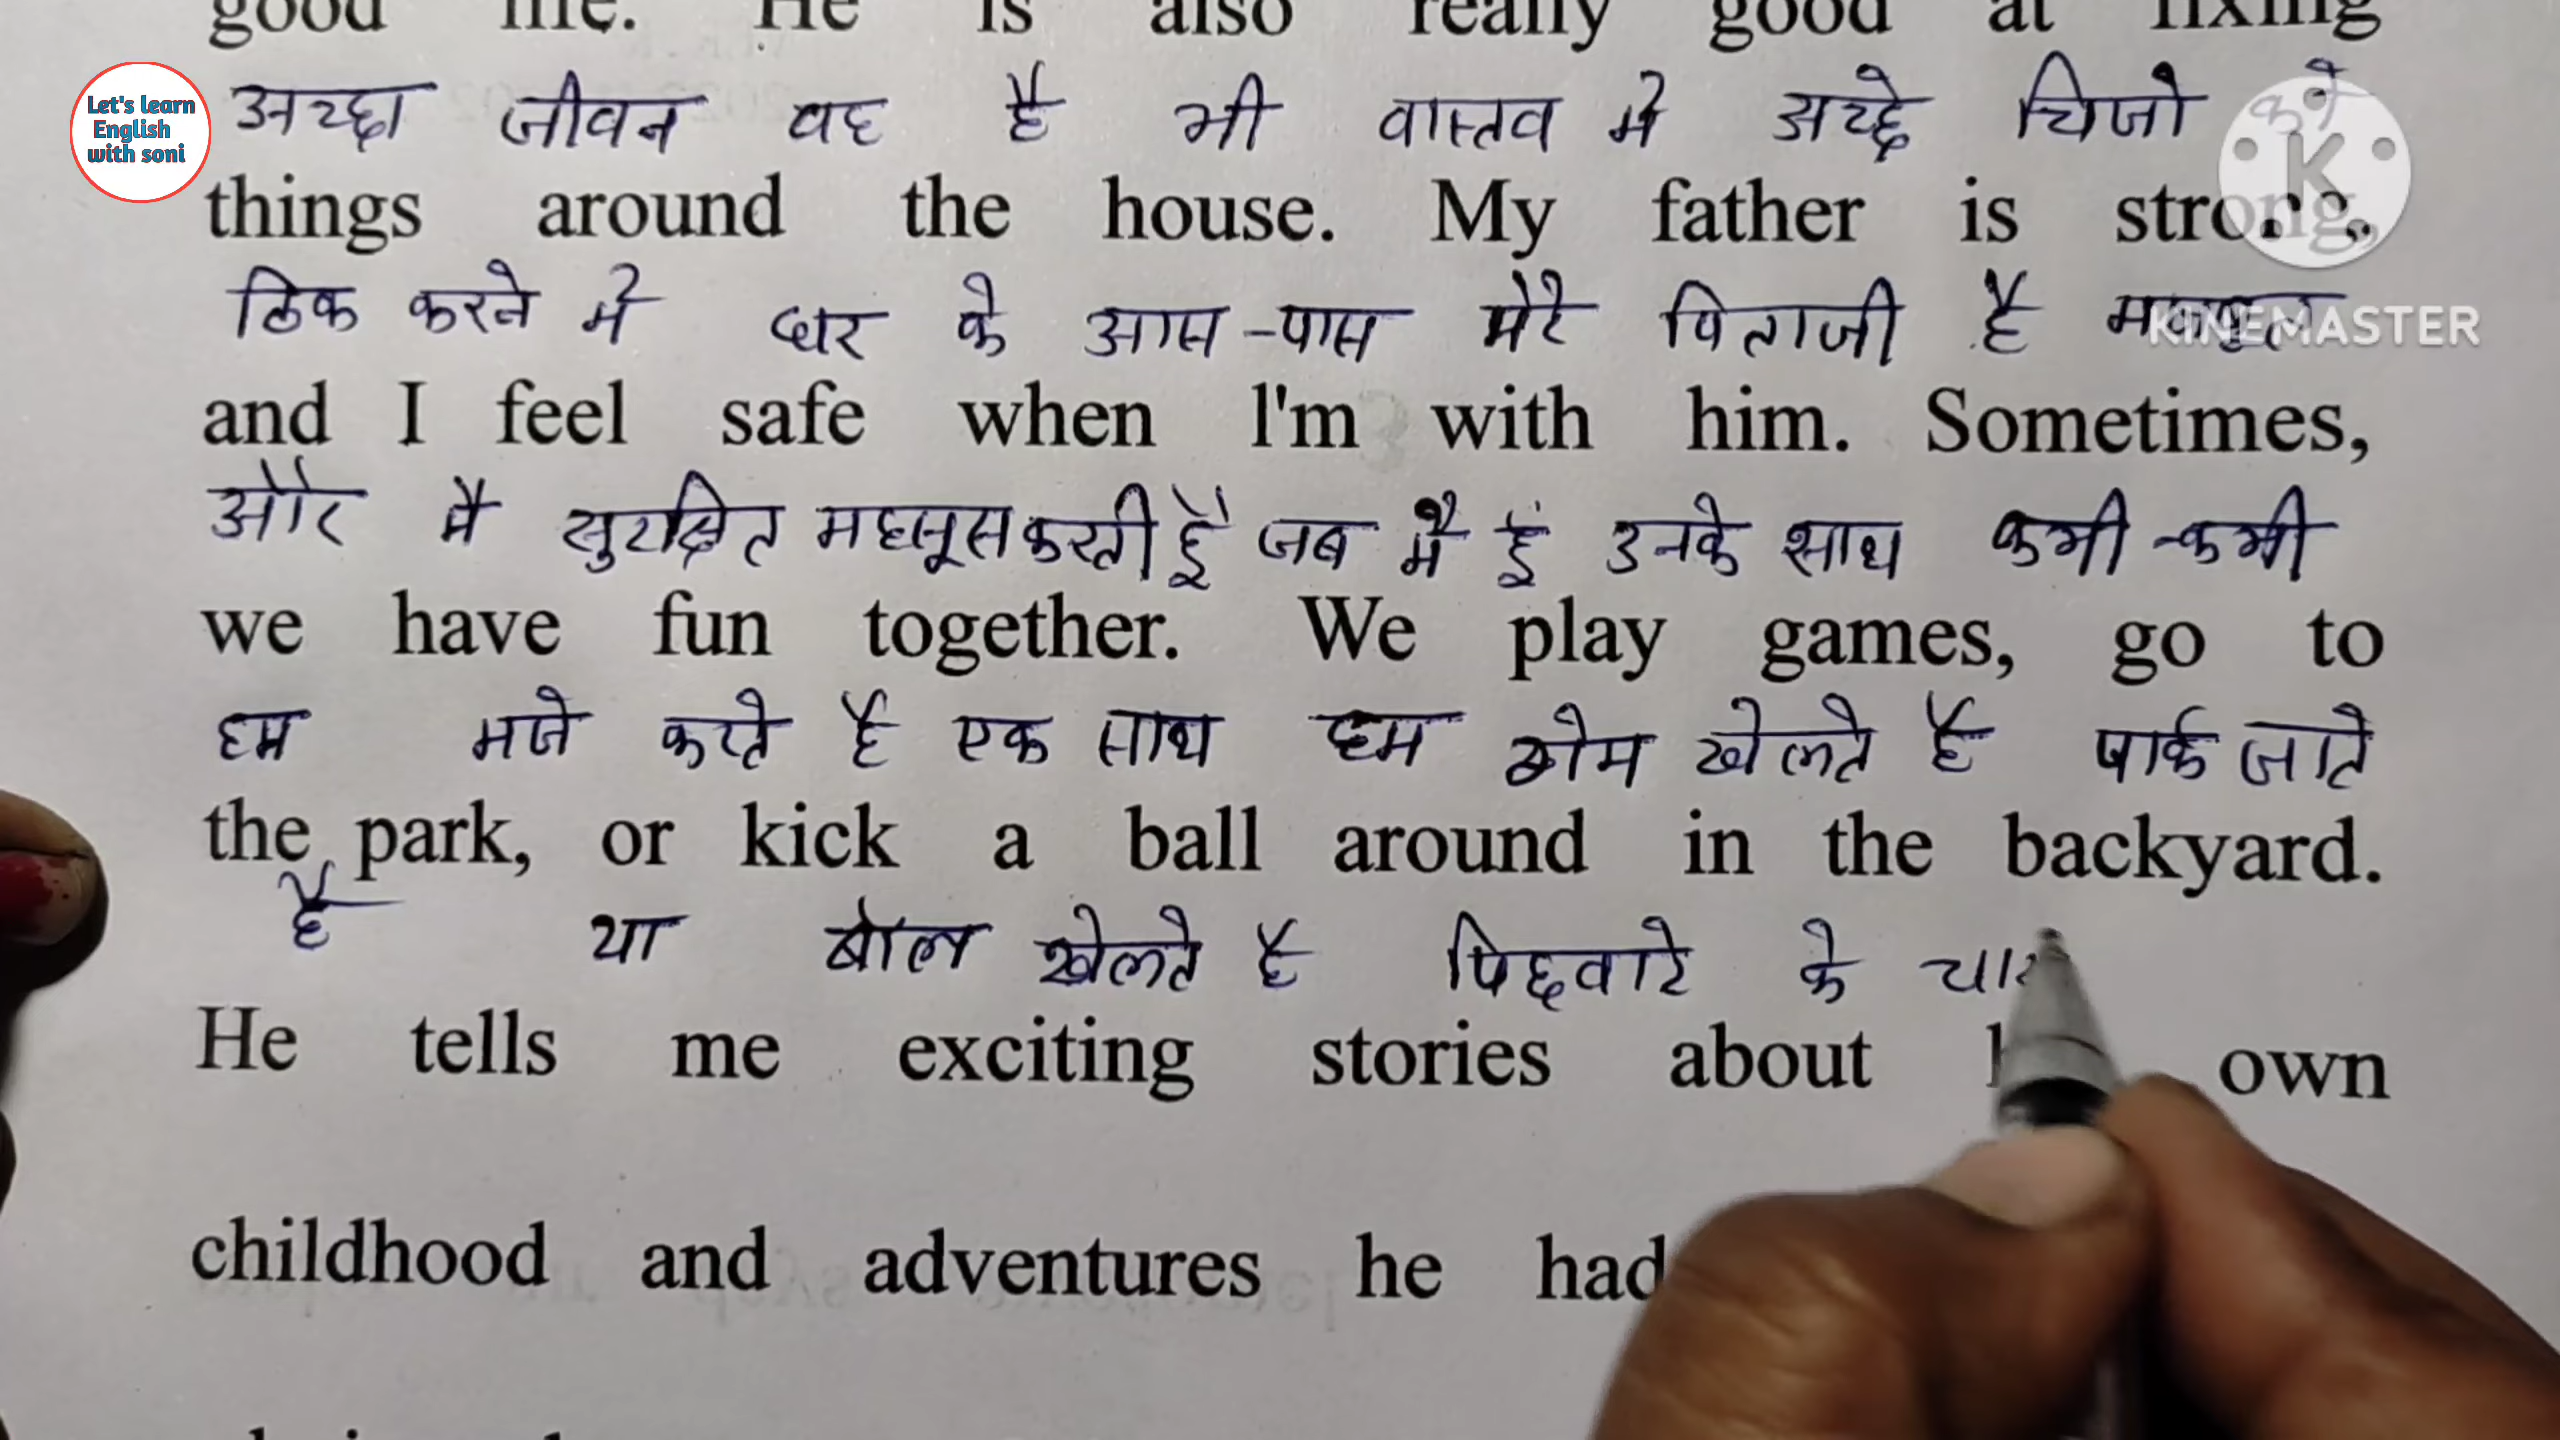 good life. He is also really good at fixing
Let's learn
English
with soni
अच्छा जीवन वह है भी वास्तव मे अच्छे चिजो को
things around the house. My father is strong,
ठिक करने मे घर के आस-पास मेरे पिताजी है
KINEMASTER
and I feel safe when I'm with him. Sometimes,
और मै सुरक्षित महसूस करती हूँ जब मै हूं उनके साथ कभी-कभी
we have fun together. We play games, go to
हम मजे करते है एक साथ हम गेम खेलते है पार्क जाते
the park, or kick a ball around in the backyard.
है या बॉल खेलते है पिछवारे के
He tells me exciting stories about own
childhood and adventures he had